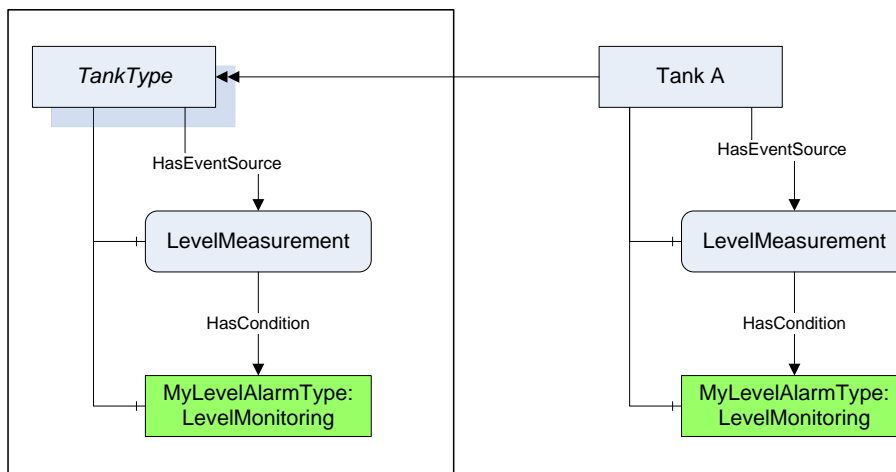 TankType
Tank A
HasEventSource
HasEventSource
LevelMeasurement
LevelMeasurement
HasCondition
HasCondition
MyLevelAlarmType:
LevelMonitoring
MyLevelAlarmType:
LevelMonitoring